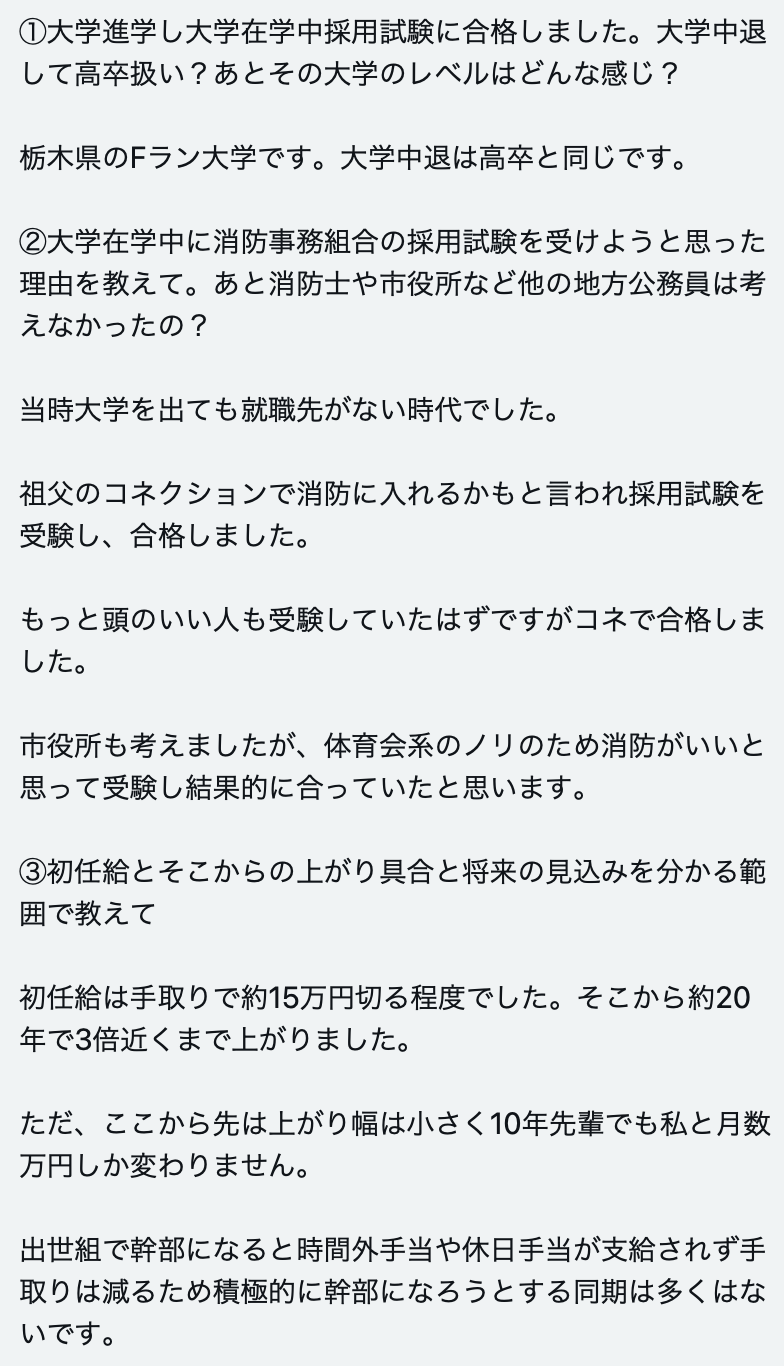 ①大学進学し大学在学中採用試験に合格しました。大学中退
して高卒扱い？あとその大学のレベルはどんな感じ？
栃木県のFラン大学です。大学中退は高卒と同じです。
②大学在学中に消防事務組合の採用試験を受けようと思った
理由を教えて。あと消防士や市役所など他の地方公務員は考
えなかったの？
当時大学を出ても就職先がない時代でした。
祖父のコネクションで消防に入れるかもと言われ採用試験を
受験し、合格しました。
もっと頭のいい人も受験していたはずですがコネで合格しま
した。
市役所も考えましたが、体育会系のノリのため消防がいいと
思って受験し結果的に合っていたと思います。
③初任給とそこからの上がり具合と将来の見込みを分かる範
囲で教えて
初任給は手取りで約15万円切る程度でした。そこから約20
年で3倍近くまで上がりました。
ただ、ここから先は上がり幅は小さく10年先輩でも私と月数
万円しか変わりません。
出世組で幹部になると時間外手当や休日手当が支給されず手
取りは減るため積極的に幹部になろうとする同期は多くはな
いです。